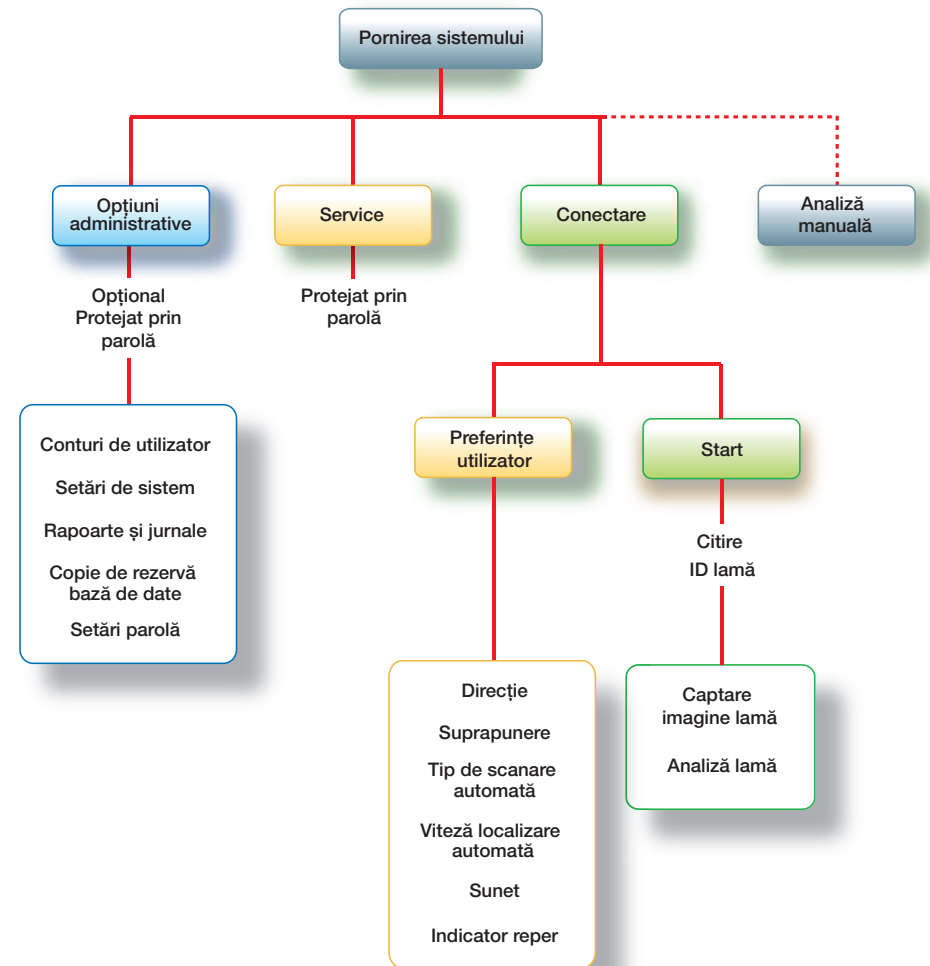 Pornirea sistemului
Opțiuni
administrative
Service
Conectare
Analiză
manuală
Opțional
Protejat prin
parolă
Protejat prin
parolă
Conturi de utilizator
Setări de sistem
Rapoarte și jurnale
Copie de rezervă
bază de date
Setări parolă
Preferințe
utilizator
Start
Citire
ID lamă
Direcție
Suprapunere
Tip de scanare
automată
Viteză localizare
automată
Sunet
Indicator reper
Captare
imagine lamă
Analiză lamă